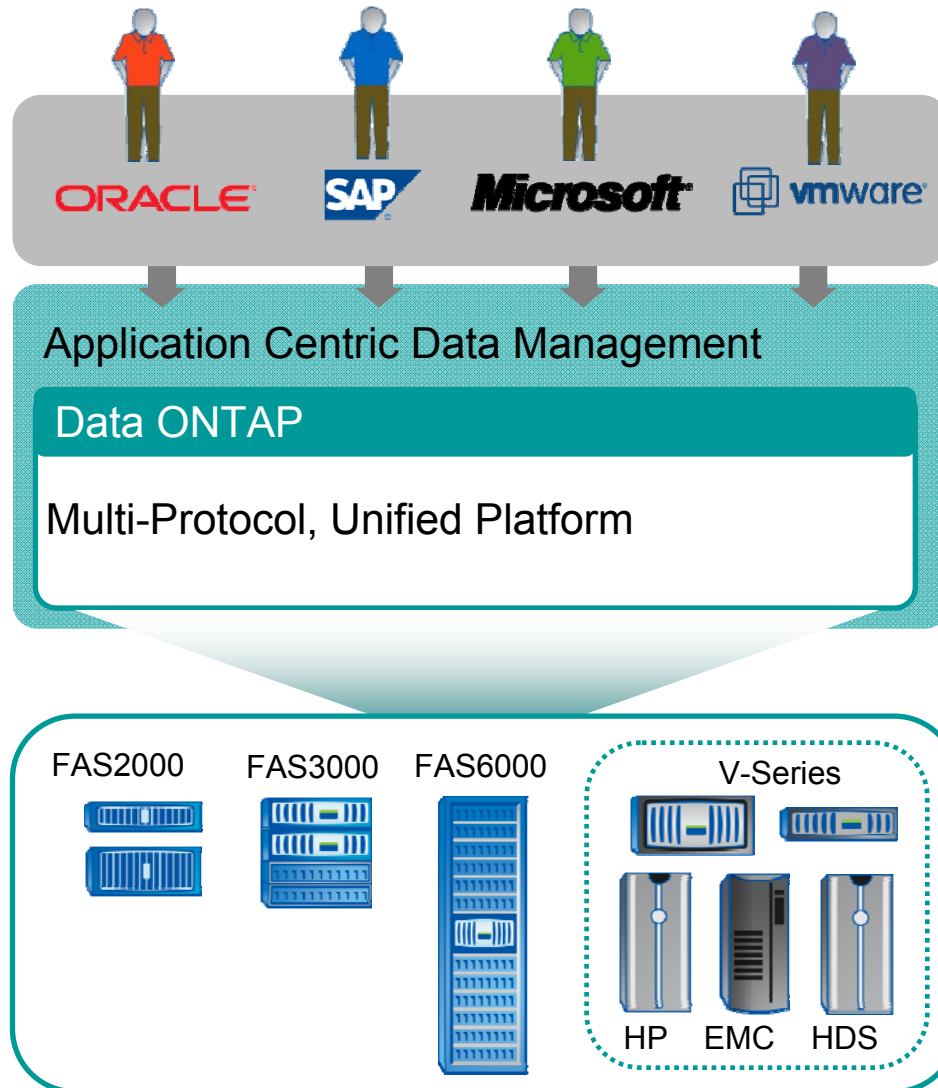 ORACLE SAP Microsoft vmware
Application Centric Data Management
Data ONTAP
Multi-Protocol, Unified Platform
FAS2000 FAS3000 FAS6000 V-Series
HP EMC HDS